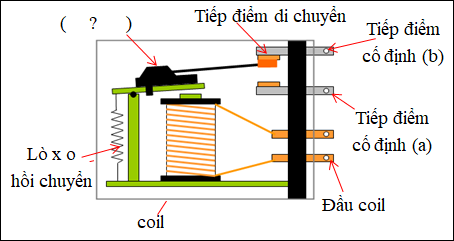 ( ? )
Tiếp điểm di chuyển
Tiếp điểm
cố định (b)
Tiếp điểm
cố định (a)
Lò x o
hồi chuyển
coil
Đầu coil